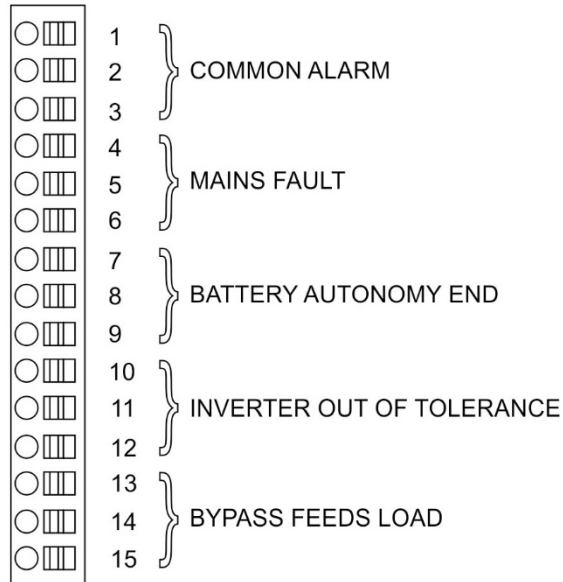 1
2 COMMON ALARM
3
4
5 MAINS FAULT
6
7
8 BATTERY AUTONOMY END
9
10
11 INVERTER OUT OF TOLERANCE
12
13
14 BYPASS FEEDS LOAD
15